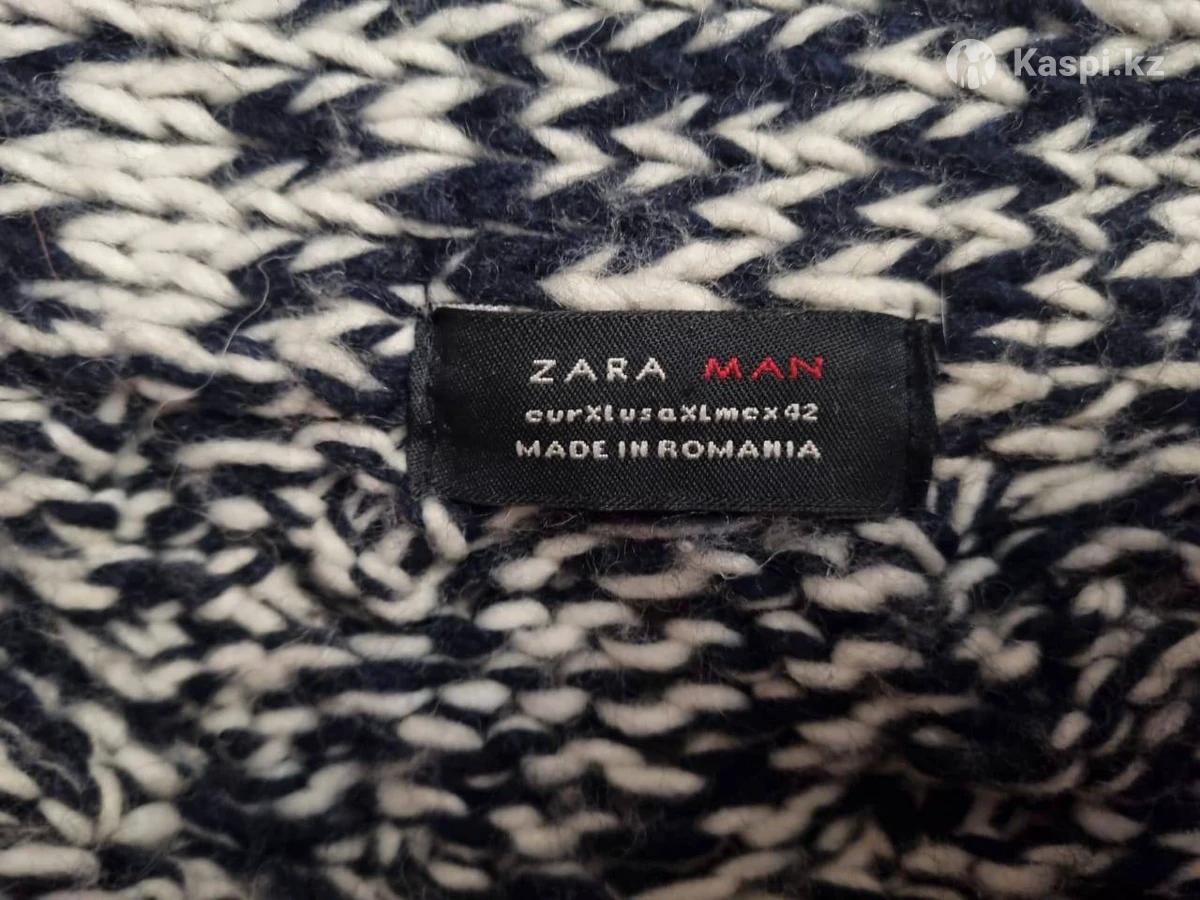 Kaspi.kz
ZARA MAN
eurXLusaXLmex42
MADE IN ROMANIA